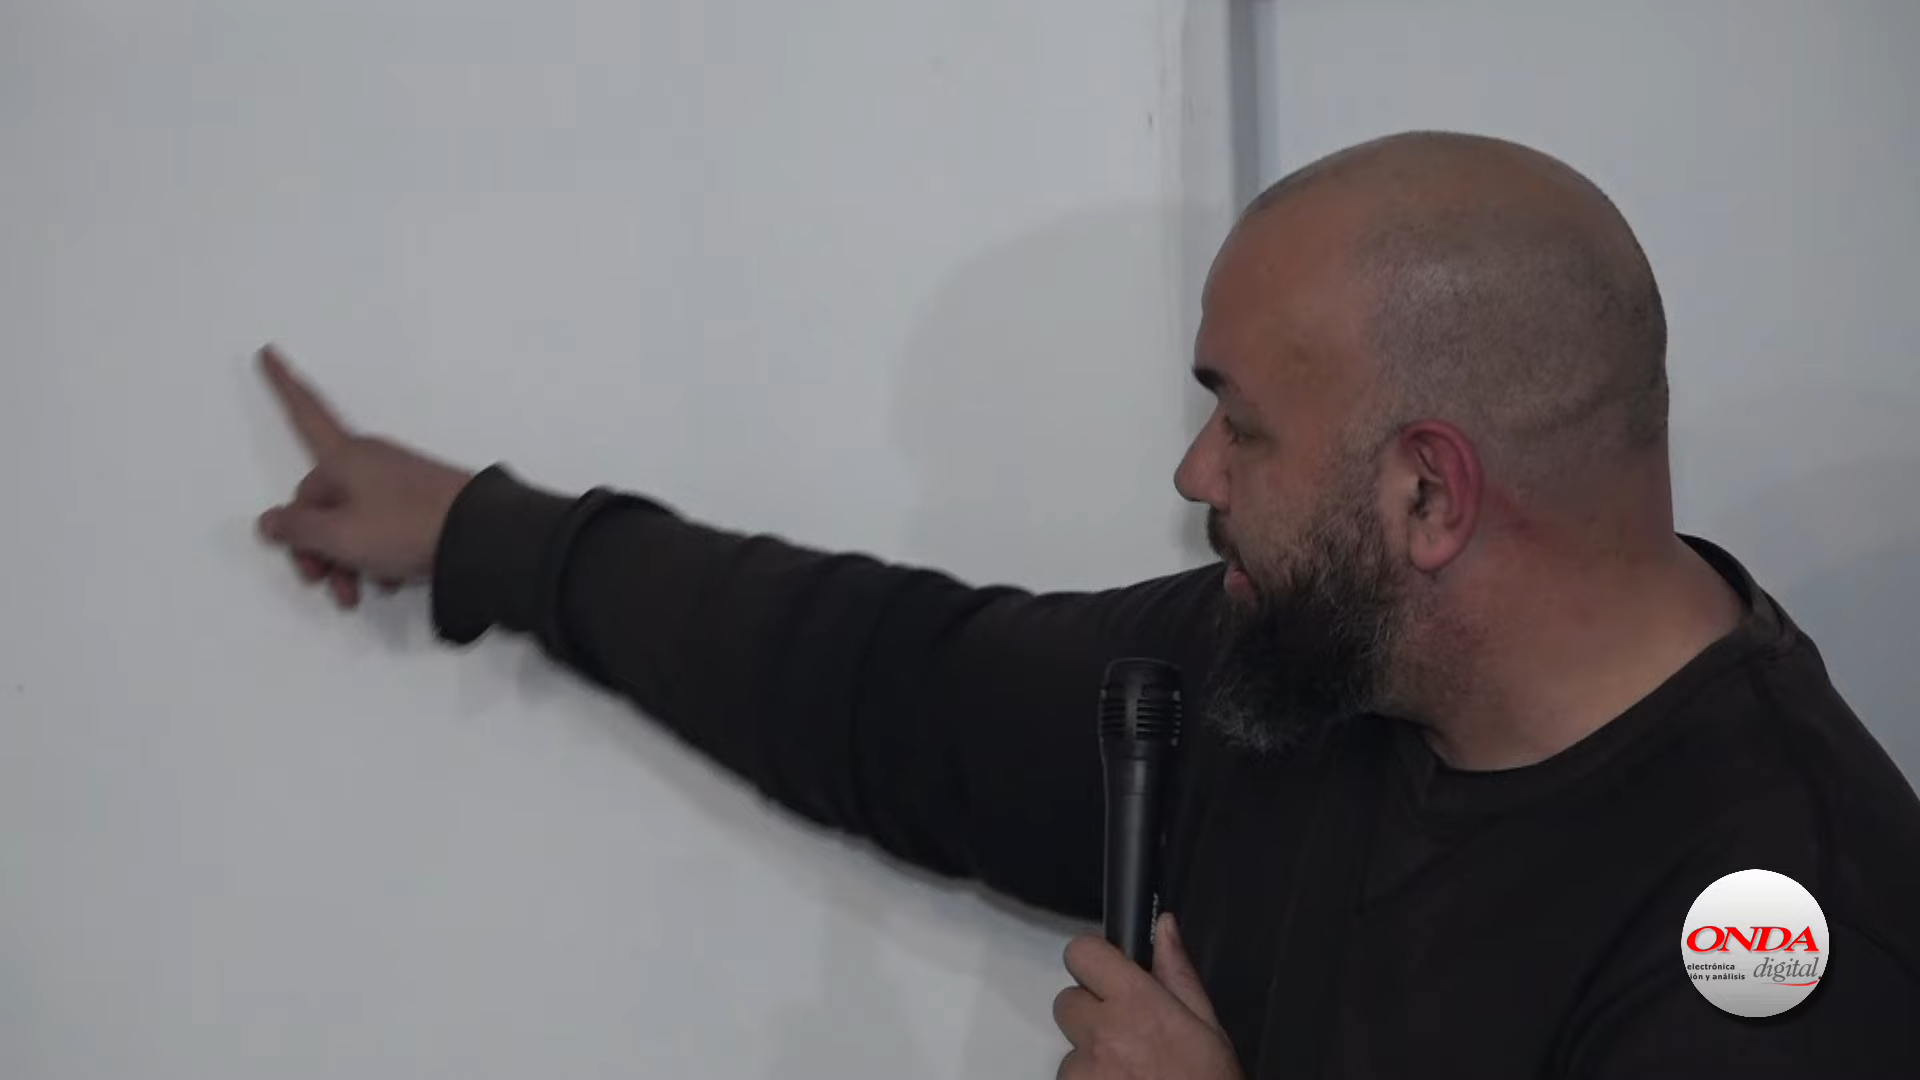 ONDA
digital
electrónica
ión y análisis